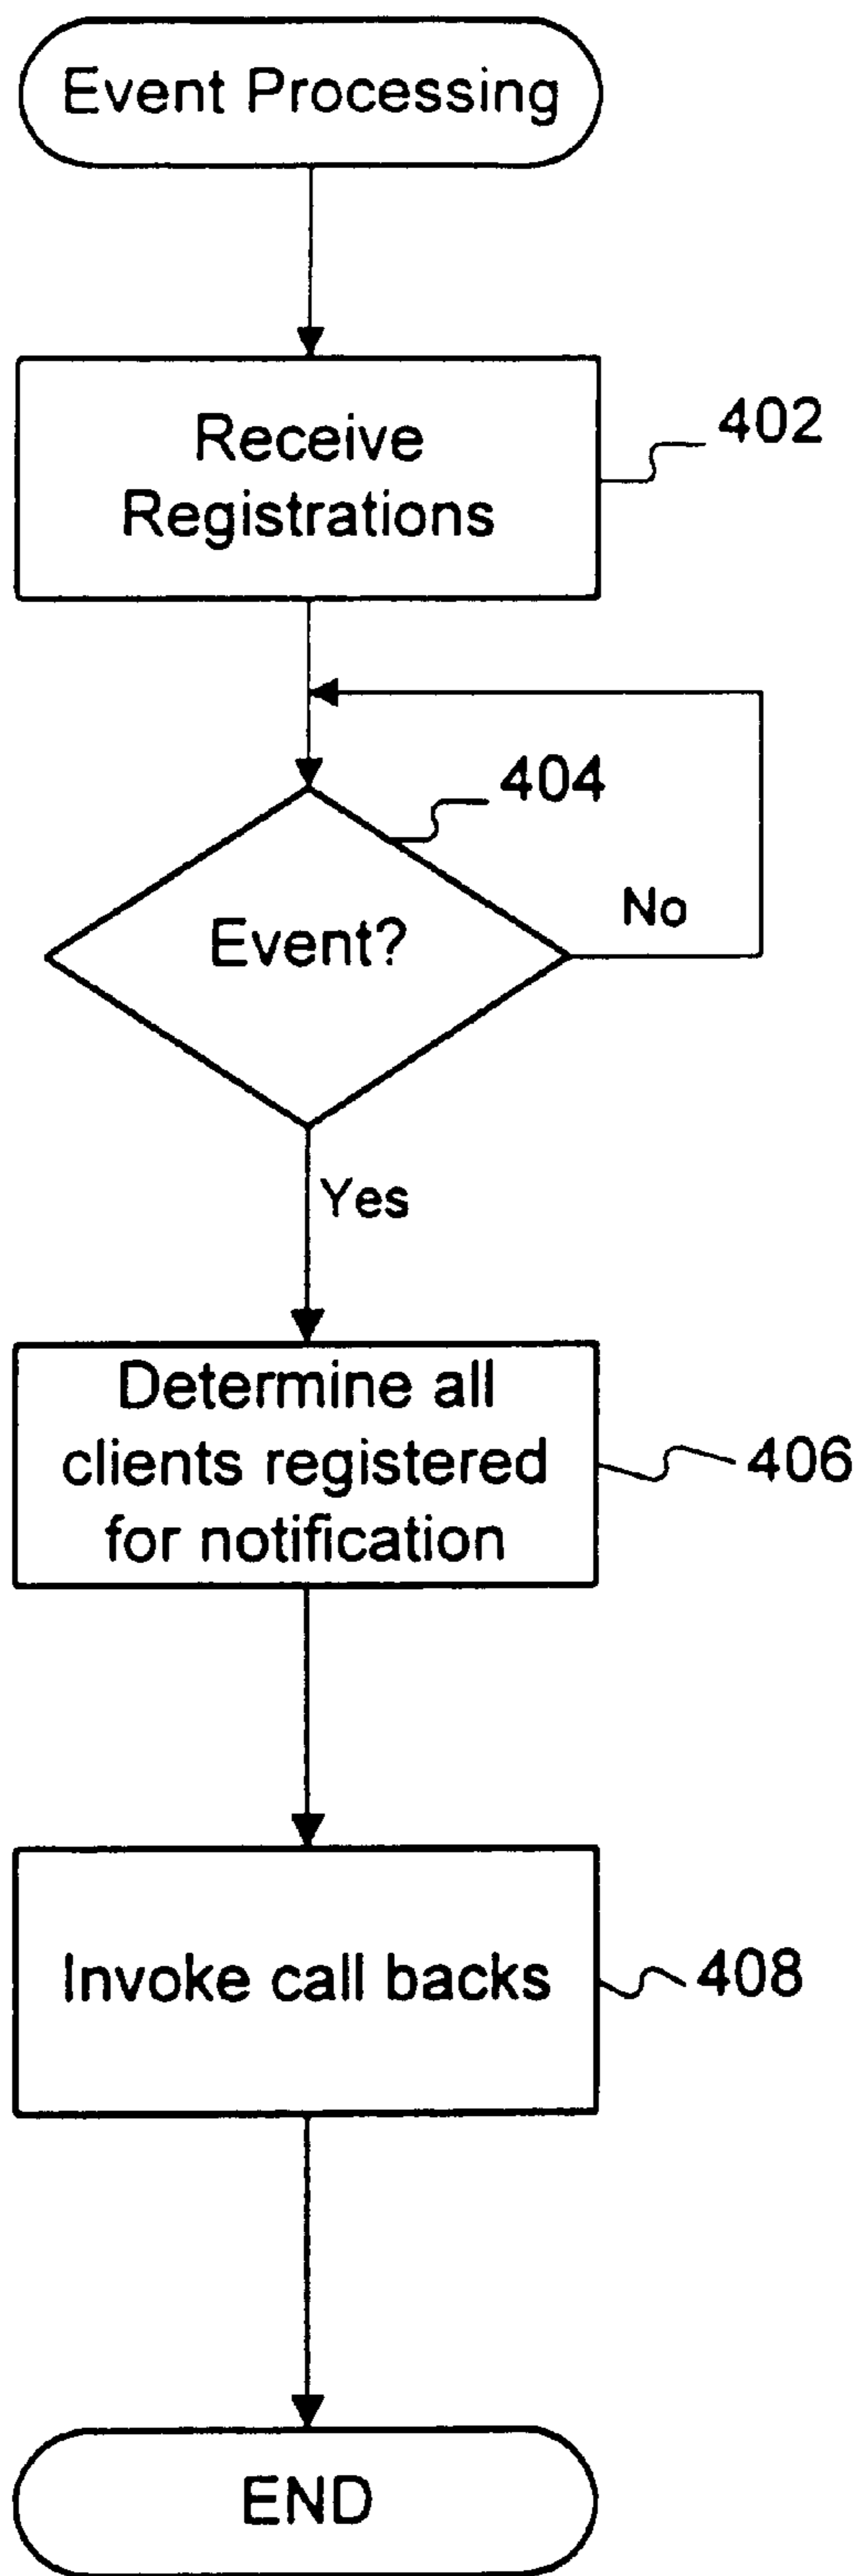 Event Processing
Receive
Registrations
402
404
Event?
No
Yes
Determine all
clients registered
for notification
406
Invoke call backs
408
END